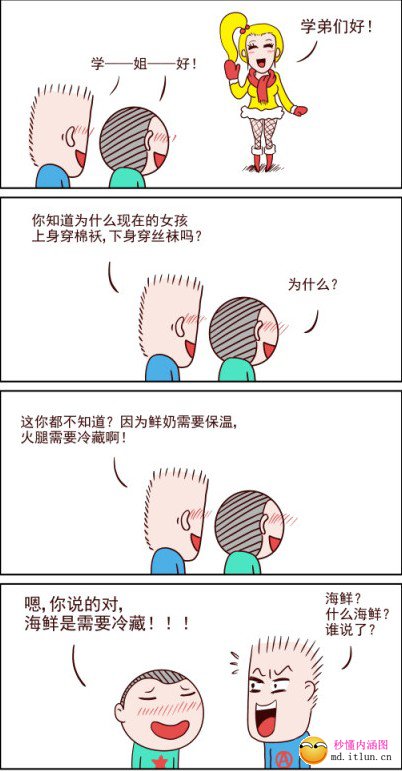 学弟们好！
学——姐——好！
你知道为什么现在的女孩
上身穿棉袄,下身穿丝袜吗?
为什么?
这你都不知道? 因为鲜奶需要保温,
火腿需要冷藏啊!
嗯,你说的对,
海鲜是需要冷藏！！！
海鲜?
什么海鲜?
谁说了?
A
秒懂内涵图
md.itlun.cn